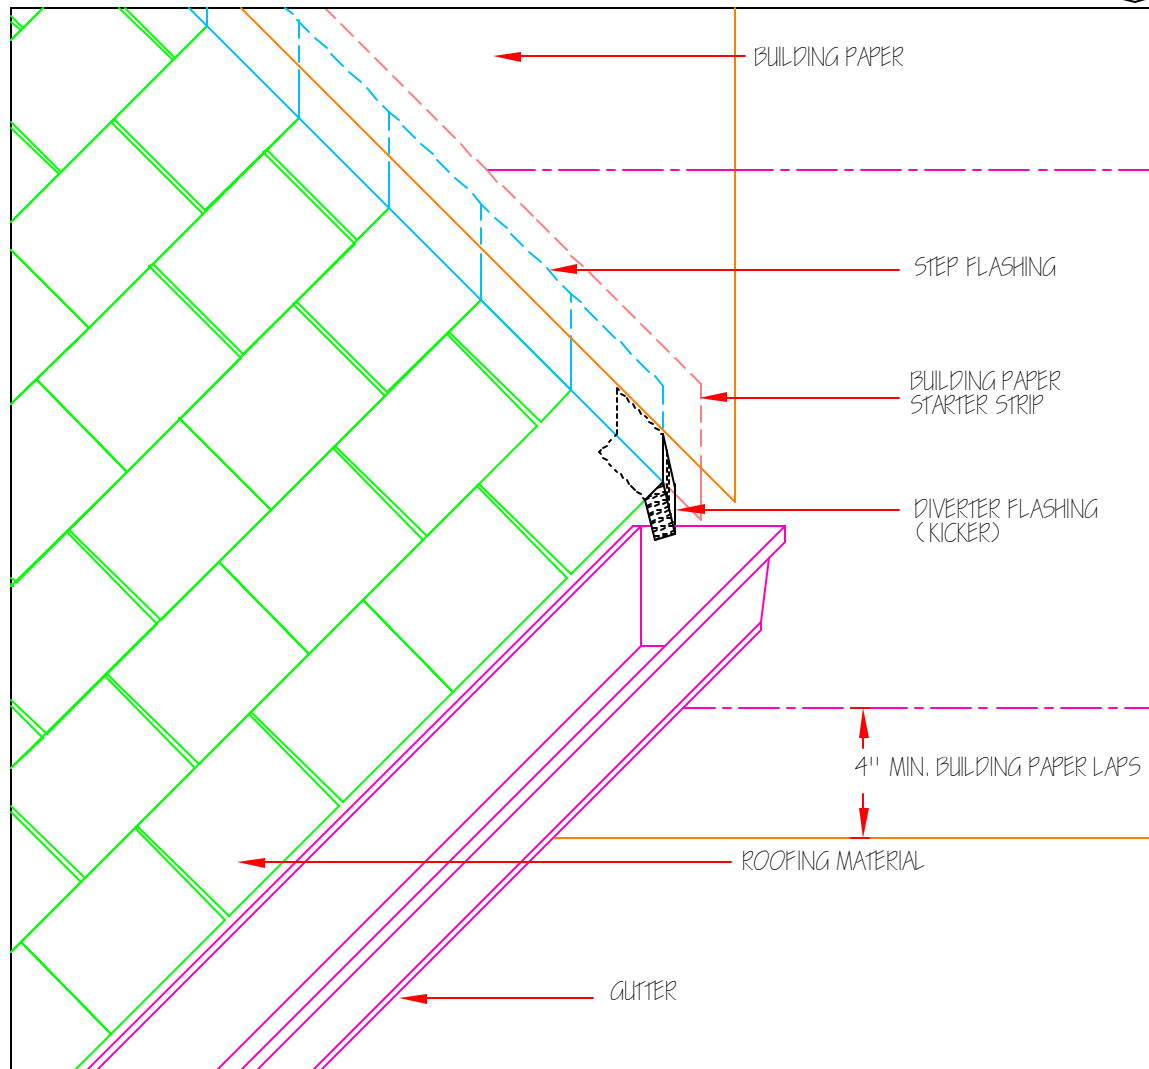 BUILDING PAPER
STEP FLASHING
BUILDING PAPER
STARTER STRIP
DIVERTER FLASHING
(KICKER)
4" MIN. BUILDING PAPER LAPS
ROOFING MATERIAL
GUTTER